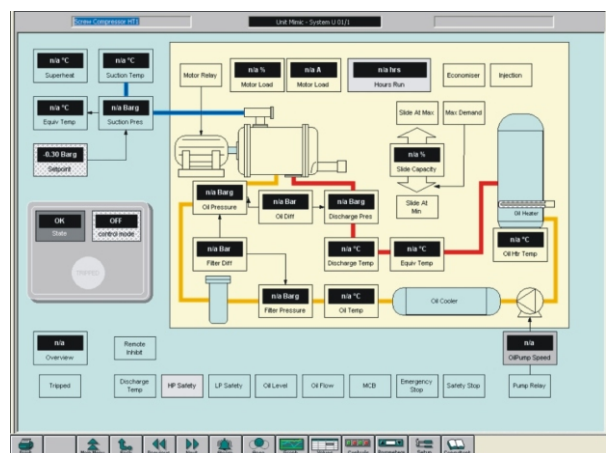 Screw Compressor HT1
Unit Mimic - System U 01/1
n/a °C
Superheat
n/a °C
Suction Temp
n/a °C
Equiv Temp
n/a Barg
Suction Pres
-0.30 Barg
Setpoint
Motor Relay
n/a %
Motor Load
n/a A
Motor Load
n/a hrs
Hours Run
Economiser
Injection
Slide At Max
Max Demand
n/a %
Slide Capacity
Slide At
Min
n/a Barg
Oil Pressure
n/a Bar
Oil Diff
n/a Barg
Discharge Pres
n/a Bar
Filter Diff
n/a °C
Discharge Temp
n/a °C
Equiv Temp
Oil Heater
n/a °C
Oil Htr Temp
n/a Barg
Filter Pressure
n/a °C
Oil Temp
Oil Cooler
OK
State
OFF
control mode
TRIPPED
n/a
Overview
Remote
Inhibit
n/a
OilPump Speed
Tripped
Discharge
Temp
HP Safety
LP Safety
Oil Level
Oil Flow
MCB
Emergency
Stop
Safety Stop
Pump Relay